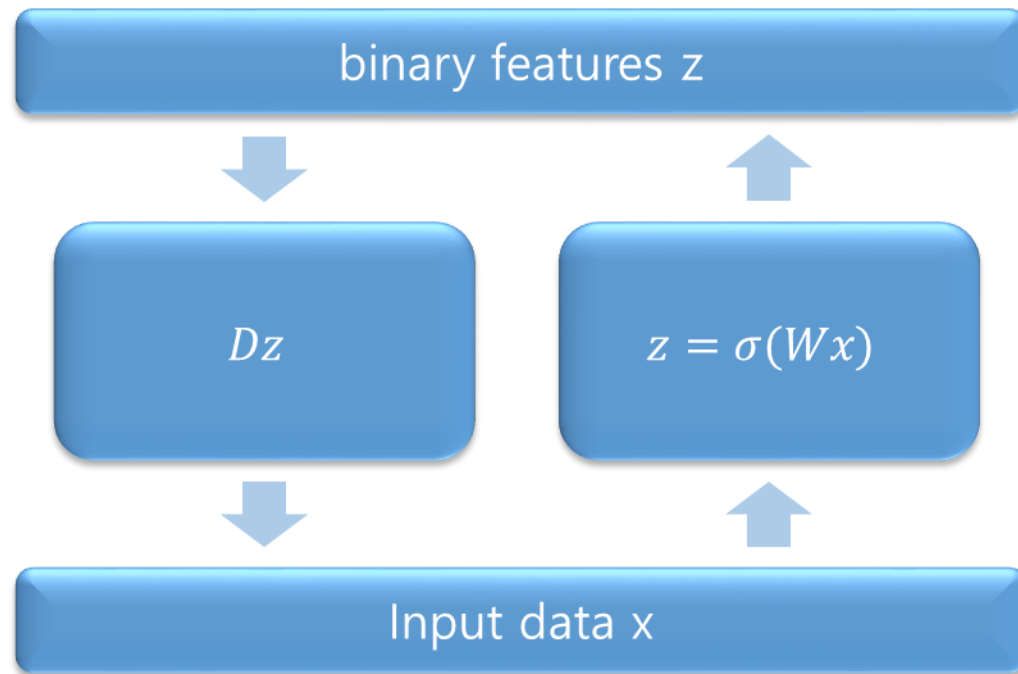 binary features z
Dz
z = σ(Wx)
Input data x